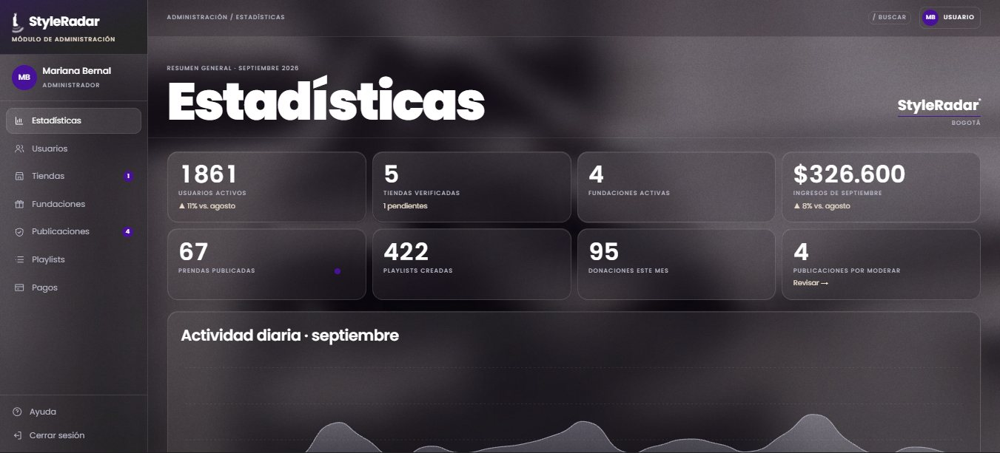 StyleRadar
MÓDULO DE ADMINISTRACIÓN
MB
Mariana Bernal
ADMINISTRADOR
Estadísticas
Usuarios
Tiendas 1
Fundaciones
Publicaciones 4
Playlists
Pagos
Ayuda
Cerrar sesión
ADMINISTRACIÓN / ESTADÍSTICAS
/ BUSCAR
MB USUARIO
RESUMEN GENERAL · SEPTIEMBRE 2026
Estadísticas
StyleRadar
BOGOTÁ
1861
USUARIOS ACTIVOS
▲ 11% vs. agosto
5
TIENDAS VERIFICADAS
1 pendientes
4
FUNDACIONES ACTIVAS
$326.600
INGRESOS DE SEPTIEMBRE
▲ 8% vs. agosto
67
PRENDAS PUBLICADAS
422
PLAYLISTS CREADAS
95
DONACIONES ESTE MES
4
PUBLICACIONES POR MODERAR
Revisar →
Actividad diaria · septiembre